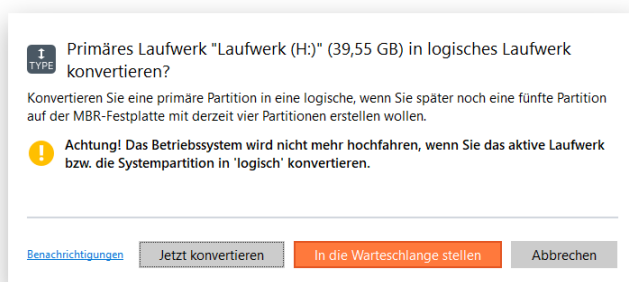 TYPE
Primäres Laufwerk "Laufwerk (H:)" (39,55 GB) in logisches Laufwerk
konvertieren?
Konvertieren Sie eine primäre Partition in eine logische, wenn Sie später noch eine fünfte Partition
auf der MBR-Festplatte mit derzeit vier Partitionen erstellen wollen.
Achtung! Das Betriebssystem wird nicht mehr hochfahren, wenn Sie das aktive Laufwerk
bzw. die Systempartition in 'logisch' konvertieren.
Benachrichtigungen Jetzt konvertieren In die Warteschlange stellen Abbrechen